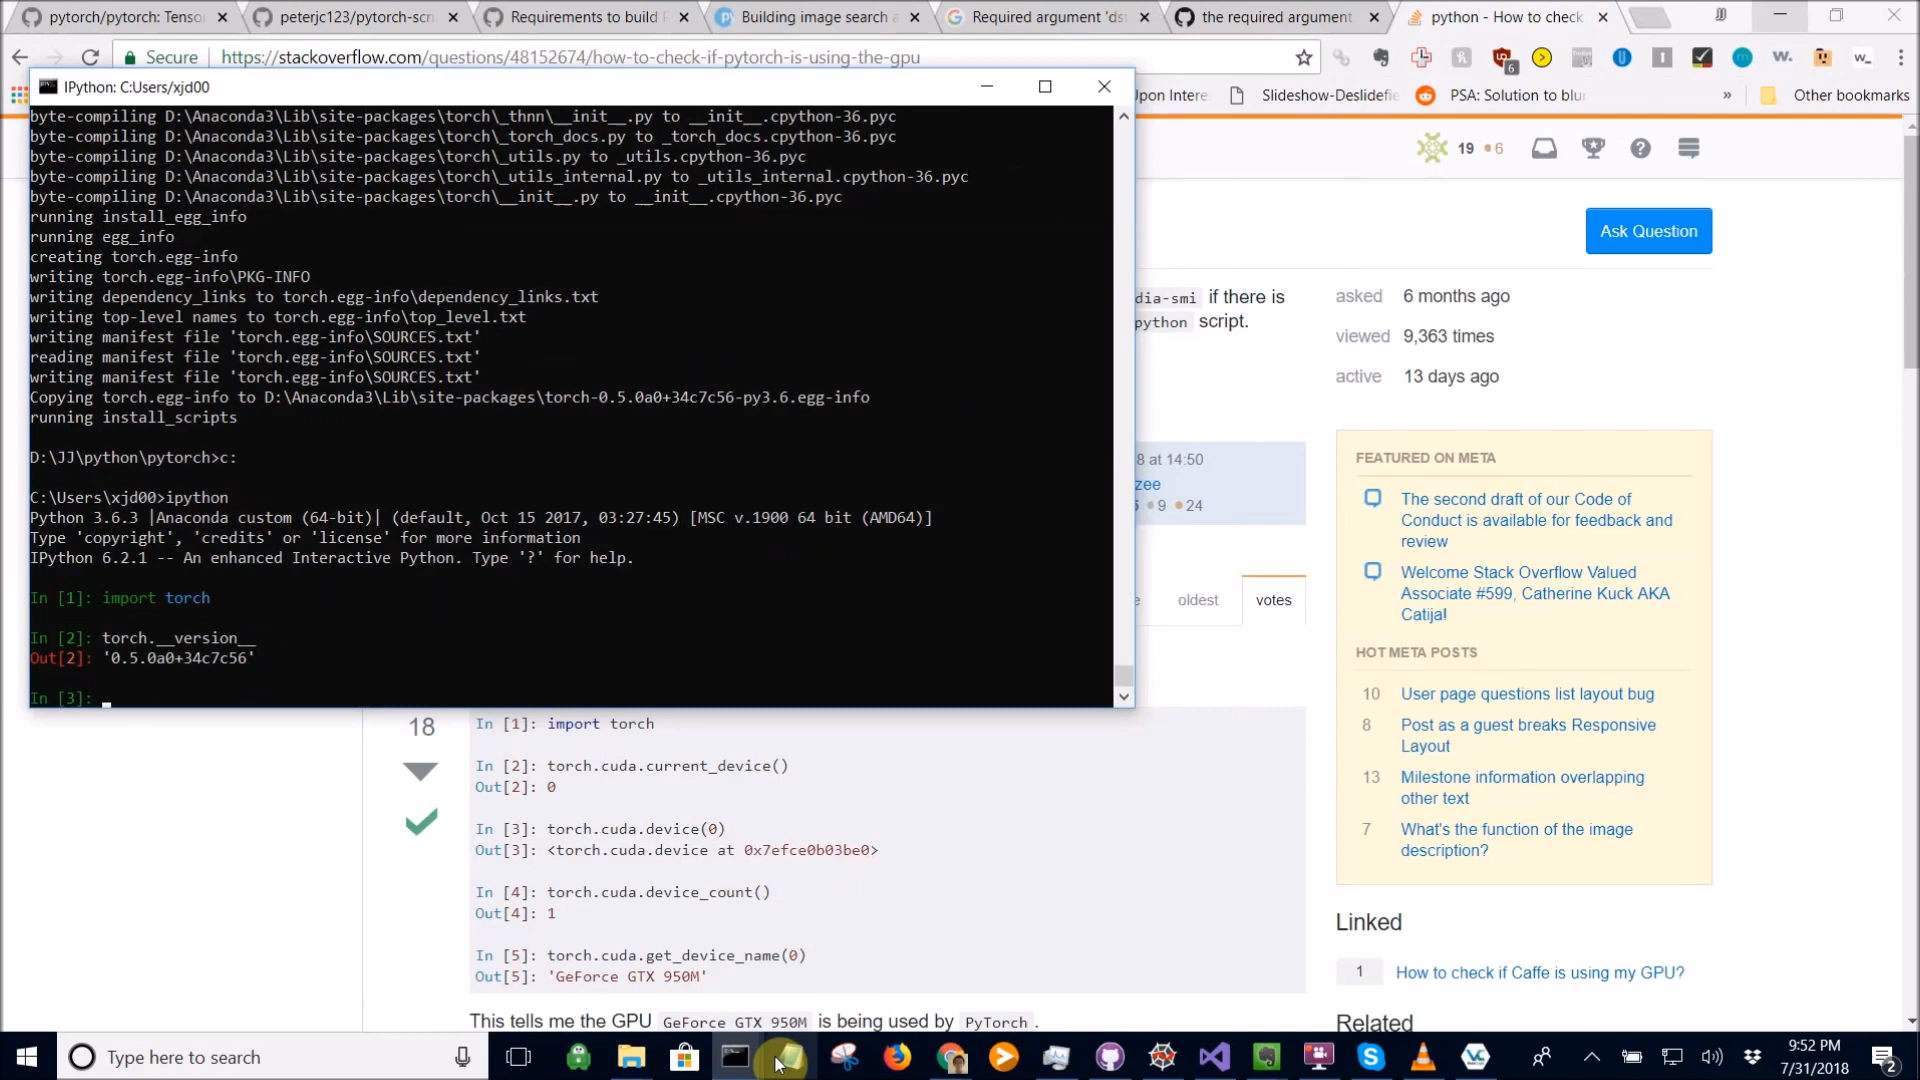 pytorch/pytorch: Tensor
peterjc123/pytorch-scri
Requirements to build P
Building image search a
Required argument 'dst
the required argument
python - How to check
Secure
https://stackoverflow.com/questions/48152674/how-to-check-if-pytorch-is-using-the-gpu
6
W.
w_
IPython: C:Users/xjd00
Upon Intere
Slideshow-Deslidefie
PSA: Solution to blur
»
Other bookmarks
byte-compiling D:\Anaconda3\Lib\site-packages\torch\_thnn\__init__.py to __init__.cpython-36.pyc
byte-compiling D:\Anaconda3\Lib\site-packages\torch\_torch_docs.py to _torch_docs.cpython-36.pyc
byte-compiling D:\Anaconda3\Lib\site-packages\torch\_utils.py to _utils.cpython-36.pyc
byte-compiling D:\Anaconda3\Lib\site-packages\torch\_utils_internal.py to _utils_internal.cpython-36.pyc
byte-compiling D:\Anaconda3\Lib\site-packages\torch\__init__.py to __init__.cpython-36.pyc
running install_egg_info
running egg_info
creating torch.egg-info
writing torch.egg-info\PKG-INFO
writing dependency_links to torch.egg-info\dependency_links.txt
writing top-level names to torch.egg-info\top_level.txt
writing manifest file 'torch.egg-info\SOURCES.txt'
reading manifest file 'torch.egg-info\SOURCES.txt'
writing manifest file 'torch.egg-info\SOURCES.txt'
Copying torch.egg-info to D:\Anaconda3\Lib\site-packages\torch-0.5.0a0+34c7c56-py3.6.egg-info
running install_scripts
D:\JJ\python\pytorch>c:
C:\Users\xjd00>ipython
Python 3.6.3 |Anaconda custom (64-bit)| (default, Oct 15 2017, 03:27:45) [MSC v.1900 64 bit (AMD64)]
Type 'copyright', 'credits' or 'license' for more information
IPython 6.2.1 -- An enhanced Interactive Python. Type '?' for help.
In [1]: import torch
In [2]: torch.__version__
Out[2]: '0.5.0a0+34c7c56'
In [3]:
19 6
Ask Question
dia-smi if there is
python script.
asked 6 months ago
viewed 9,363 times
active 13 days ago
8 at 14:50
zee
5 9 24
e oldest votes
FEATURED ON META
The second draft of our Code of
Conduct is available for feedback and
review
Welcome Stack Overflow Valued
Associate #599, Catherine Kuck AKA
Catija!
HOT META POSTS
10 User page questions list layout bug
8 Post as a guest breaks Responsive
Layout
13 Milestone information overlapping
other text
7 What's the function of the image
description?
18
In [1]: import torch
In [2]: torch.cuda.current_device()
Out[2]: 0
In [3]: torch.cuda.device(0)
Out[3]: <torch.cuda.device at 0x7efce0b03be0>
In [4]: torch.cuda.device_count()
Out[4]: 1
In [5]: torch.cuda.get_device_name(0)
Out[5]: 'GeForce GTX 950M'
This tells me the GPU GeForce GTX 950M is being used by PyTorch.
Linked
1 How to check if Caffe is using my GPU?
Related
Type here to search
9:52 PM
7/31/2018
2